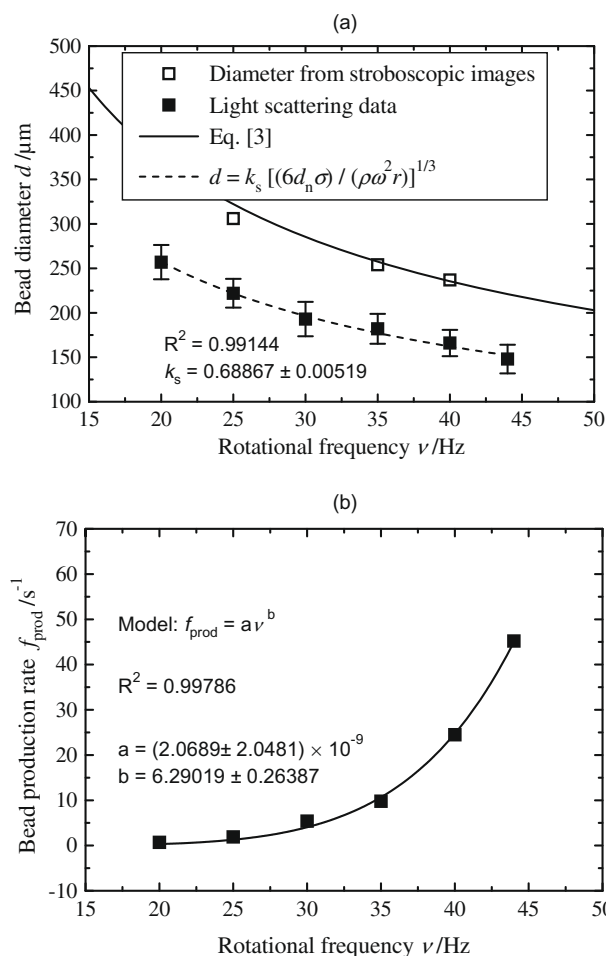 (a)
500
450
400
350
300
250
200
150
100
Bead diameter d /µm
Diameter from stroboscopic images
Light scattering data
Eq. [3]
d = kₛ [(6dₙσ) / (ρω²r)]^1/3
R² = 0.99144
kₛ = 0.68867 ± 0.00519
15 20 25 30 35 40 45 50
Rotational frequency ν /Hz
(b)
70
60
50
40
30
20
10
0
-10
Bead production rate f_prod /s⁻¹
Model: f_prod = aν^b
R² = 0.99786
a = (2.0689± 2.0481) × 10⁻⁹
b = 6.29019 ± 0.26387
15 20 25 30 35 40 45 50
Rotational frequency ν /Hz